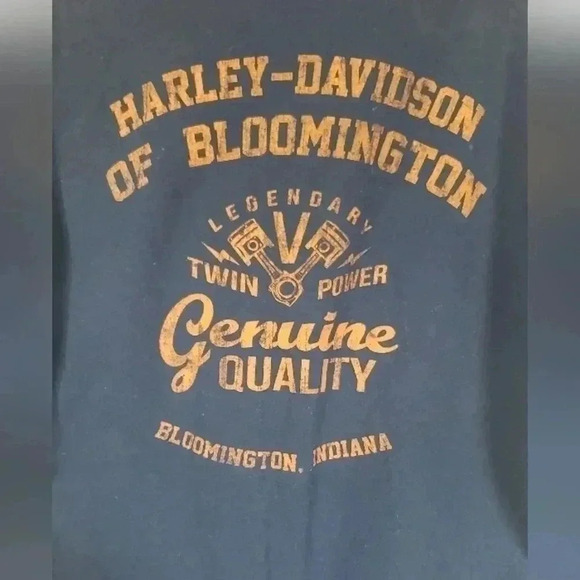 HARLEY-DAVIDSON
OF BLOOMINGTON
LEGENDARY
V
TWIN POWER
Genuine
QUALITY
BLOOMINGTON, INDIANA